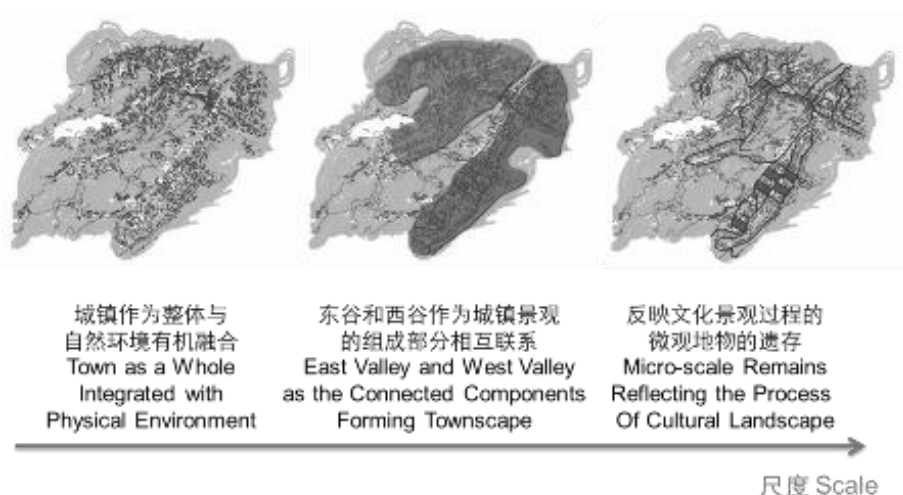 城镇作为整体与
自然环境有机融合
Town as a Whole
Integrated with
Physical Environment
东谷和西谷作为城镇景观
的组成部分相互联系
East Valley and West Valley
as the Connected Components
Forming Townscape
反映文化景观过程的
微观地物的遗存
Micro-scale Remains
Reflecting the Process
Of Cultural Landscape
尺度 Scale